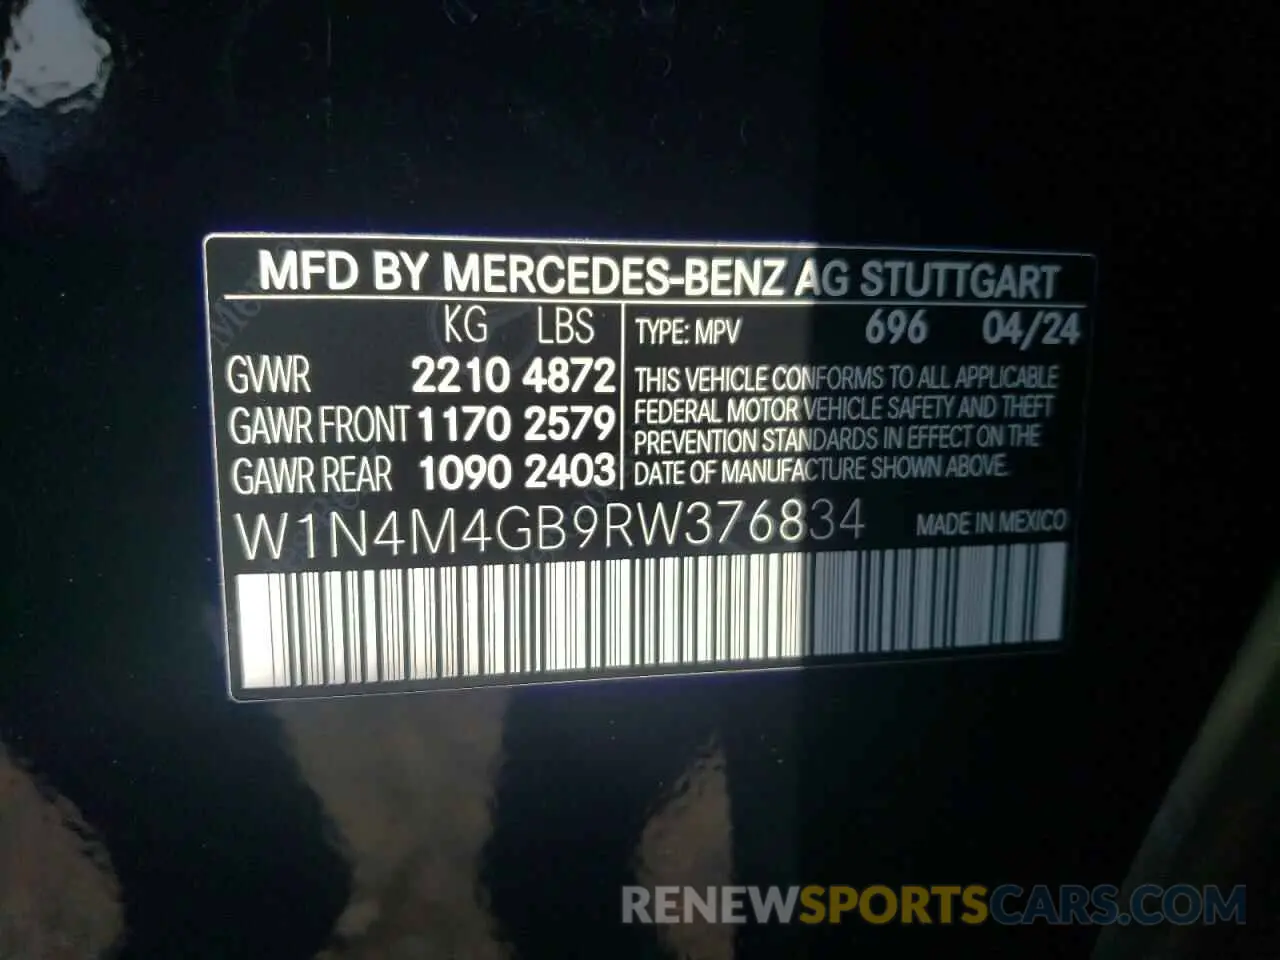 MFD BY MERCEDES-BENZ AG STUTTGART
KG LBS
GVWR 2210 4872
GAWR FRONT 1170 2579
GAWR REAR 1090 2403
TYPE: MPV 696 04/24
THIS VEHICLE CONFORMS TO ALL APPLICABLE
FEDERAL MOTOR VEHICLE SAFETY AND THEFT
PREVENTION STANDARDS IN EFFECT ON THE
DATE OF MANUFACTURE SHOWN ABOVE.
W1N4M4GB9RW376834 MADE IN MEXICO
RENEWSPORTSCARS.COM